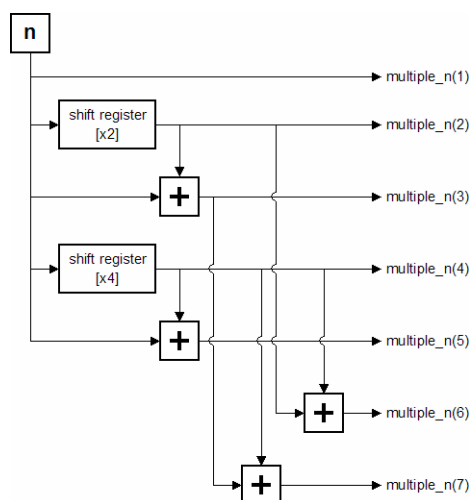 n
multiple_n(1)
shift register
[x2]
multiple_n(2)
+
multiple_n(3)
shift register
[x4]
multiple_n(4)
+
multiple_n(5)
+
multiple_n(6)
+
multiple_n(7)